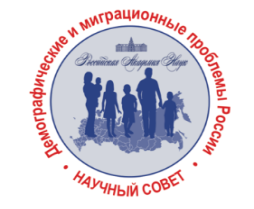 Демографические и миграционные проблемы России
Российская Академия Наук
• НАУЧНЫЙ СОВЕТ •